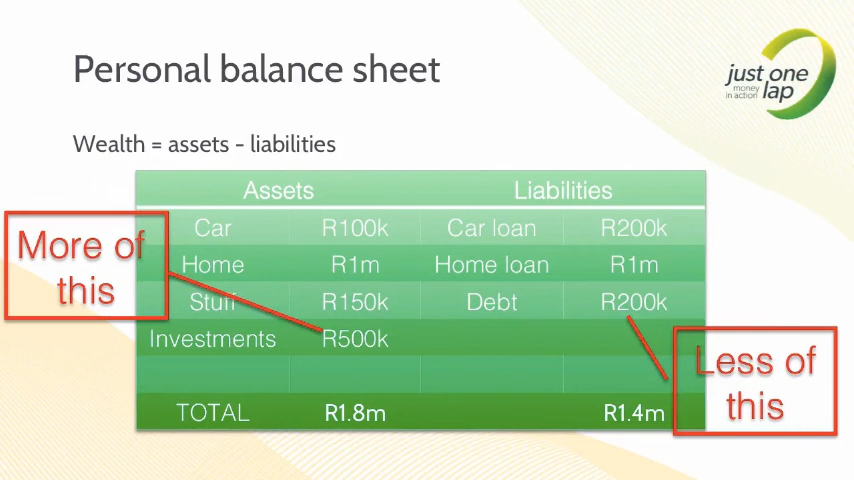 Personal balance sheet
just one lap
money in action
Wealth = assets - liabilities
Assets Liabilities
Car R100k Car loan R200k
Home R1m Home loan R1m
Stuff R150k Debt R200k
Investments R500k
TOTAL R1.8m R1.4m
More of
this
Less of
this